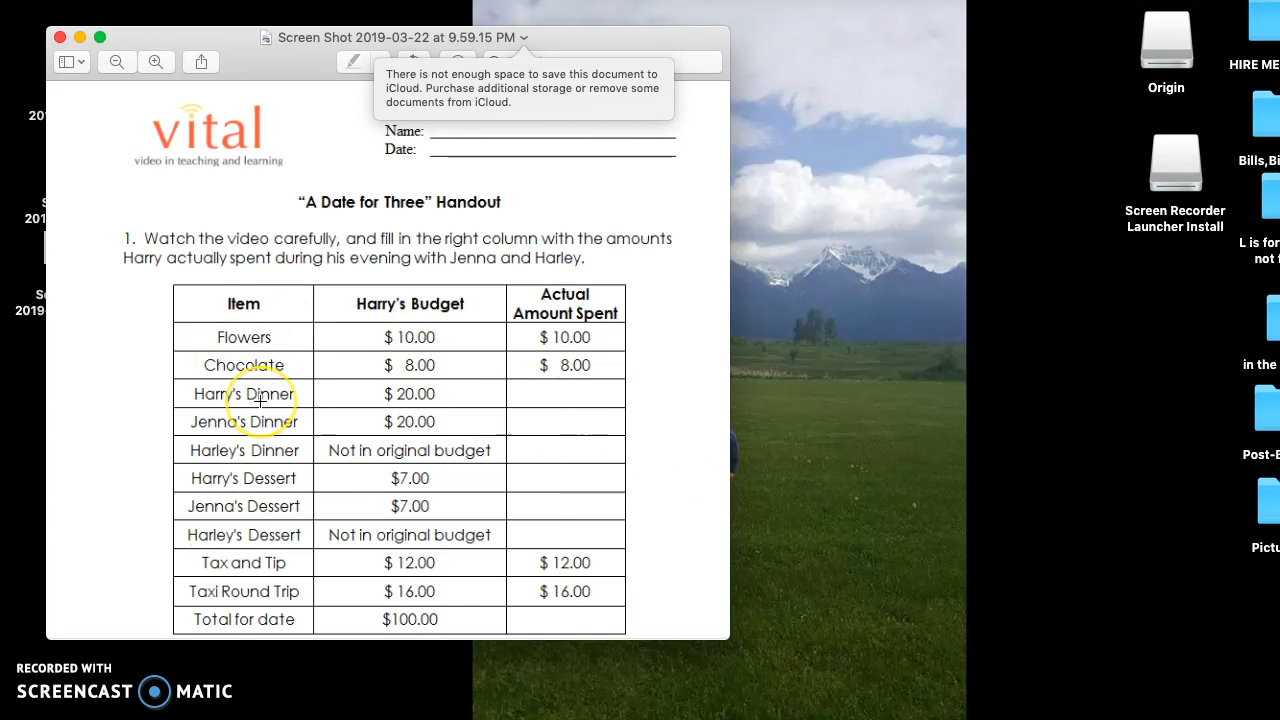 Screen Shot 2019-03-22 at 9.59.15 PM
There is not enough space to save this document to
iCloud. Purchase additional storage or remove some
documents from iCloud.
vital
video in teaching and learning
Name:
Date:
“A Date for Three” Handout
1. Watch the video carefully, and fill in the right column with the amounts
Harry actually spent during his evening with Jenna and Harley.
Item Harry's Budget Actual Amount Spent
Flowers $ 10.00 $ 10.00
Chocolate $ 8.00 $ 8.00
Harry's Dinner $ 20.00
Jenna's Dinner $ 20.00
Harley's Dinner Not in original budget
Harry's Dessert $7.00
Jenna's Dessert $7.00
Harley's Dessert Not in original budget
Tax and Tip $ 12.00 $ 12.00
Taxi Round Trip $ 16.00 $ 16.00
Total for date $100.00
Origin
Screen Recorder
Launcher Install
HIRE ME
Bills,Bi
L is for
not f
in the
Post-E
Pictu
RECORDED WITH
SCREENCAST MATIC